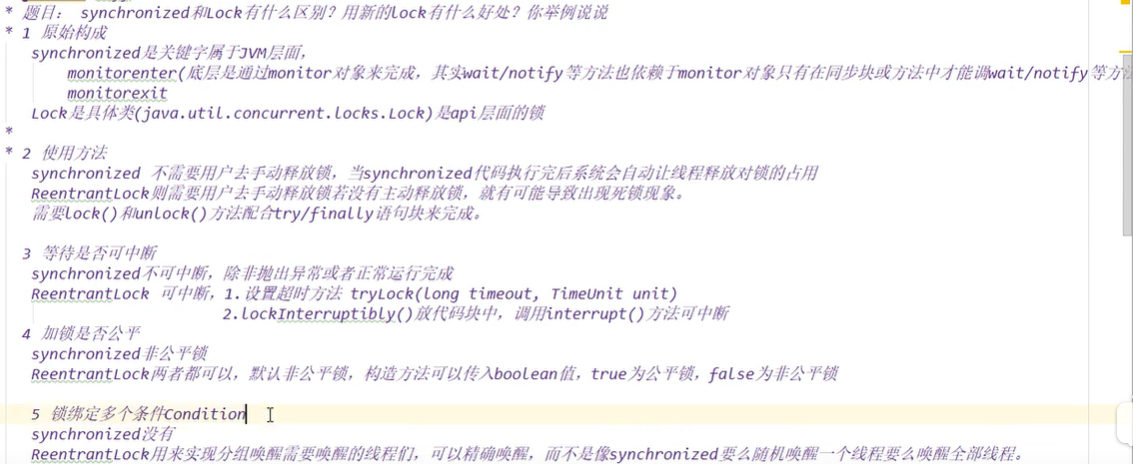 * 题目： synchronized和Lock有什么区别？用新的lock有什么好处？你举例说说
* 1 原始构成
synchronized是关键字属于JVM层面，
monitorenter(底层是通过monitor对象来完成，其实wait/notify等方法也依赖于monitor对象只有在同步块或方法中才能调wait/notify等方
monitorexit
Lock是具体类(java.util.concurrent.locks.Lock)是api层面的锁
*
* 2 使用方法
synchronized 不需要用户去手动释放锁，当synchronized代码执行完后系统会自动让线程释放对锁的占用
ReentrantLock则需要用户去手动释放锁若没有主动释放锁，就有可能导致出现死锁现象。
需要lock()和unlock()方法配合try/finally语句块来完成。
3 等待是否可中断
synchronized不可中断，除非抛出异常或者正常运行完成
ReentrantLock 可中断，1.设置超时方法 tryLock(long timeout, TimeUnit unit)
2.lockInterruptibly()放代码块中，调用interrupt()方法可中断
4 加锁是否公平
synchronized非公平锁
ReentrantLock两者都可以，默认非公平锁，构造方法可以传入boolean值，true为公平锁，false为非公平锁
5 锁绑定多个条件Condition
synchronized没有
ReentrantLock用来实现分组唤醒需要唤醒的线程们，可以精确唤醒，而不是像synchronized要么随机唤醒一个线程要么唤醒全部线程。